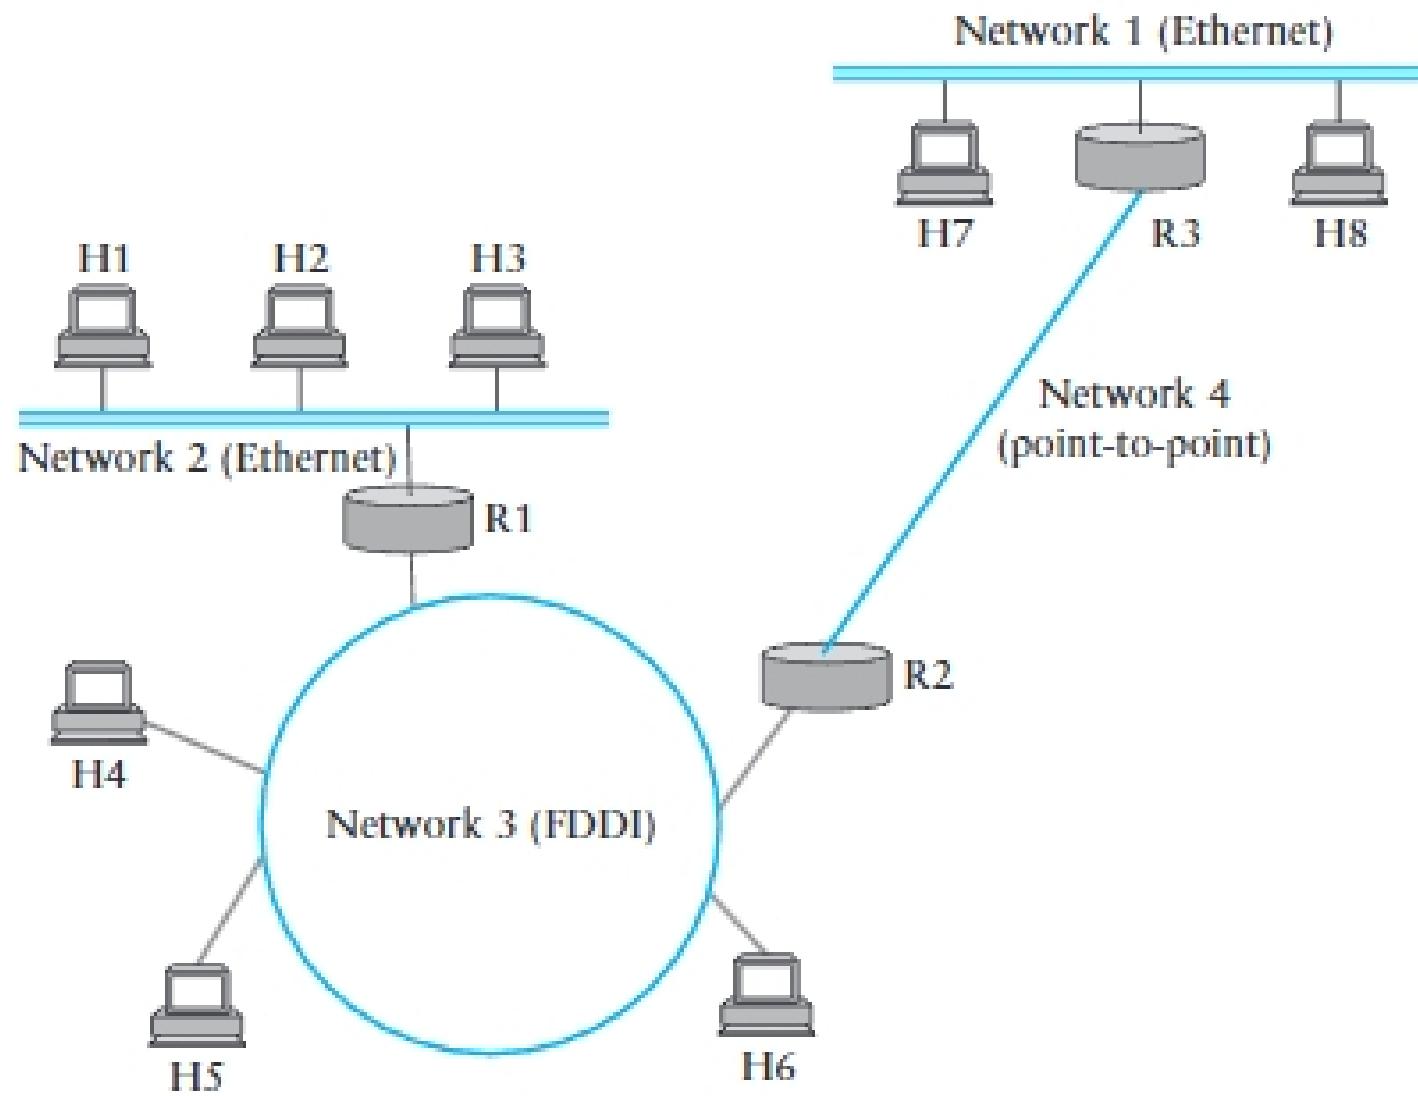 Network 1 (Ethernet)
H7
R3
H8
H1
H2
H3
Network 2 (Ethernet)
R1
Network 4
(point-to-point)
R2
H4
Network 3 (FDDI)
H5
H6